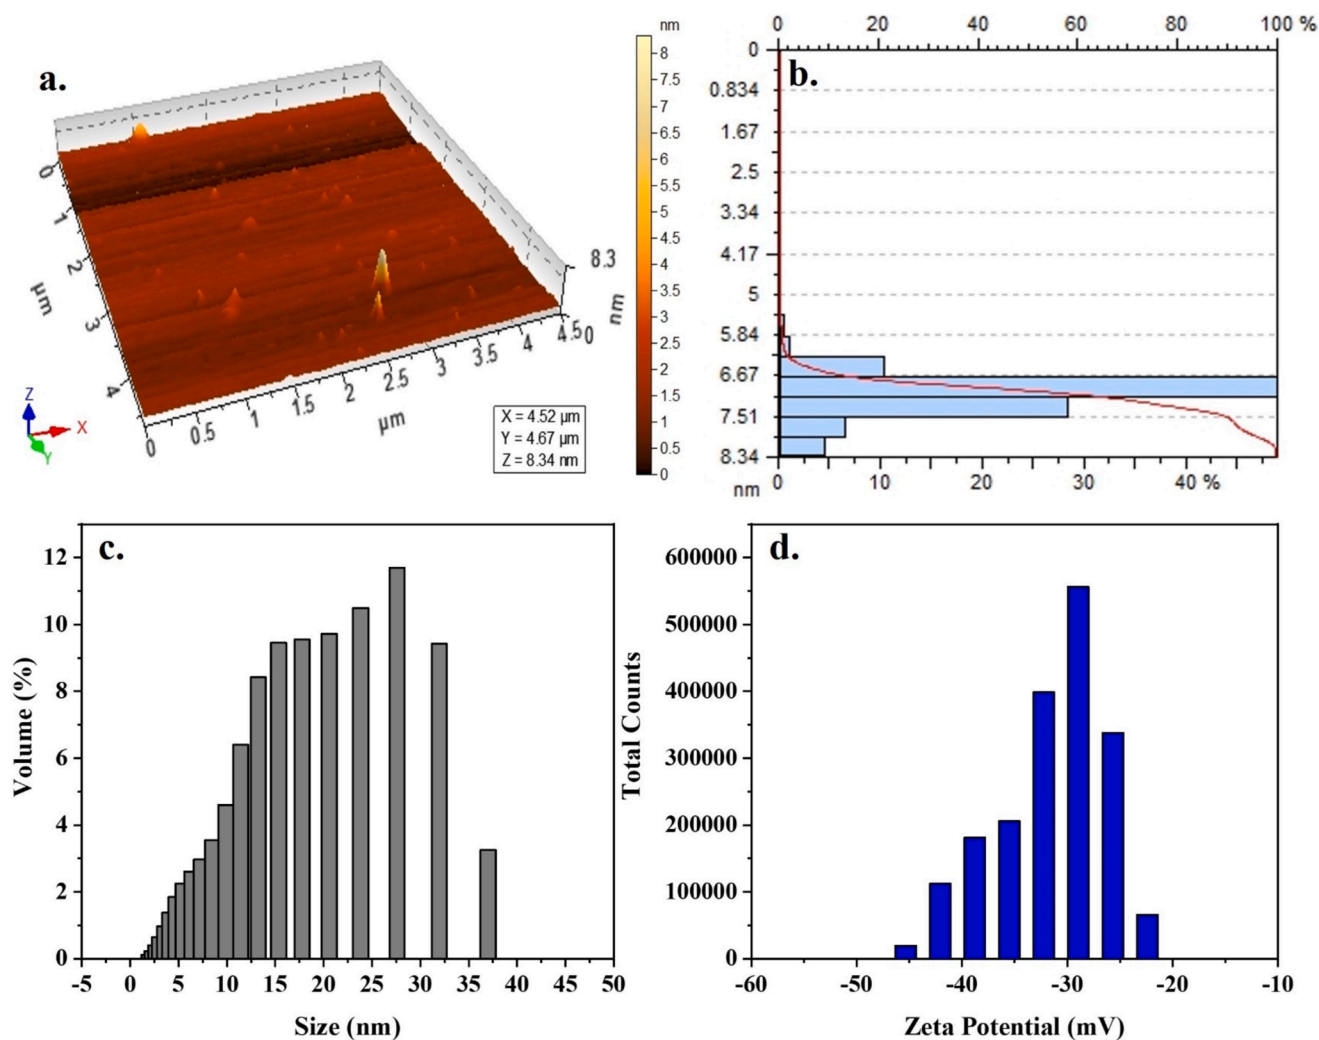 a.
nm
8
7.5
7
6.5
6
5.5
5
4.5
4
3.5
3
2.5
2
1.5
1
0.5
0
0
1
2
3
4
µm
0
0.5
1
1.5
2
2.5
3
3.5
4
4.5
µm
8.3
0
nm
Z
X
Y
X = 4.52 µm
Y = 4.67 µm
Z = 8.34 nm
b.
0 20 40 60 80 100 %
0
0.834
1.67
2.5
3.34
4.17
5
5.84
6.67
7.51
8.34
nm
0 10 20 30 40 %
c.
Volume (%)
12
10
8
6
4
2
0
-5 0 5 10 15 20 25 30 35 40 45 50
Size (nm)
d.
Total Counts
600000
500000
400000
300000
200000
100000
0
-60 -50 -40 -30 -20 -10
Zeta Potential (mV)